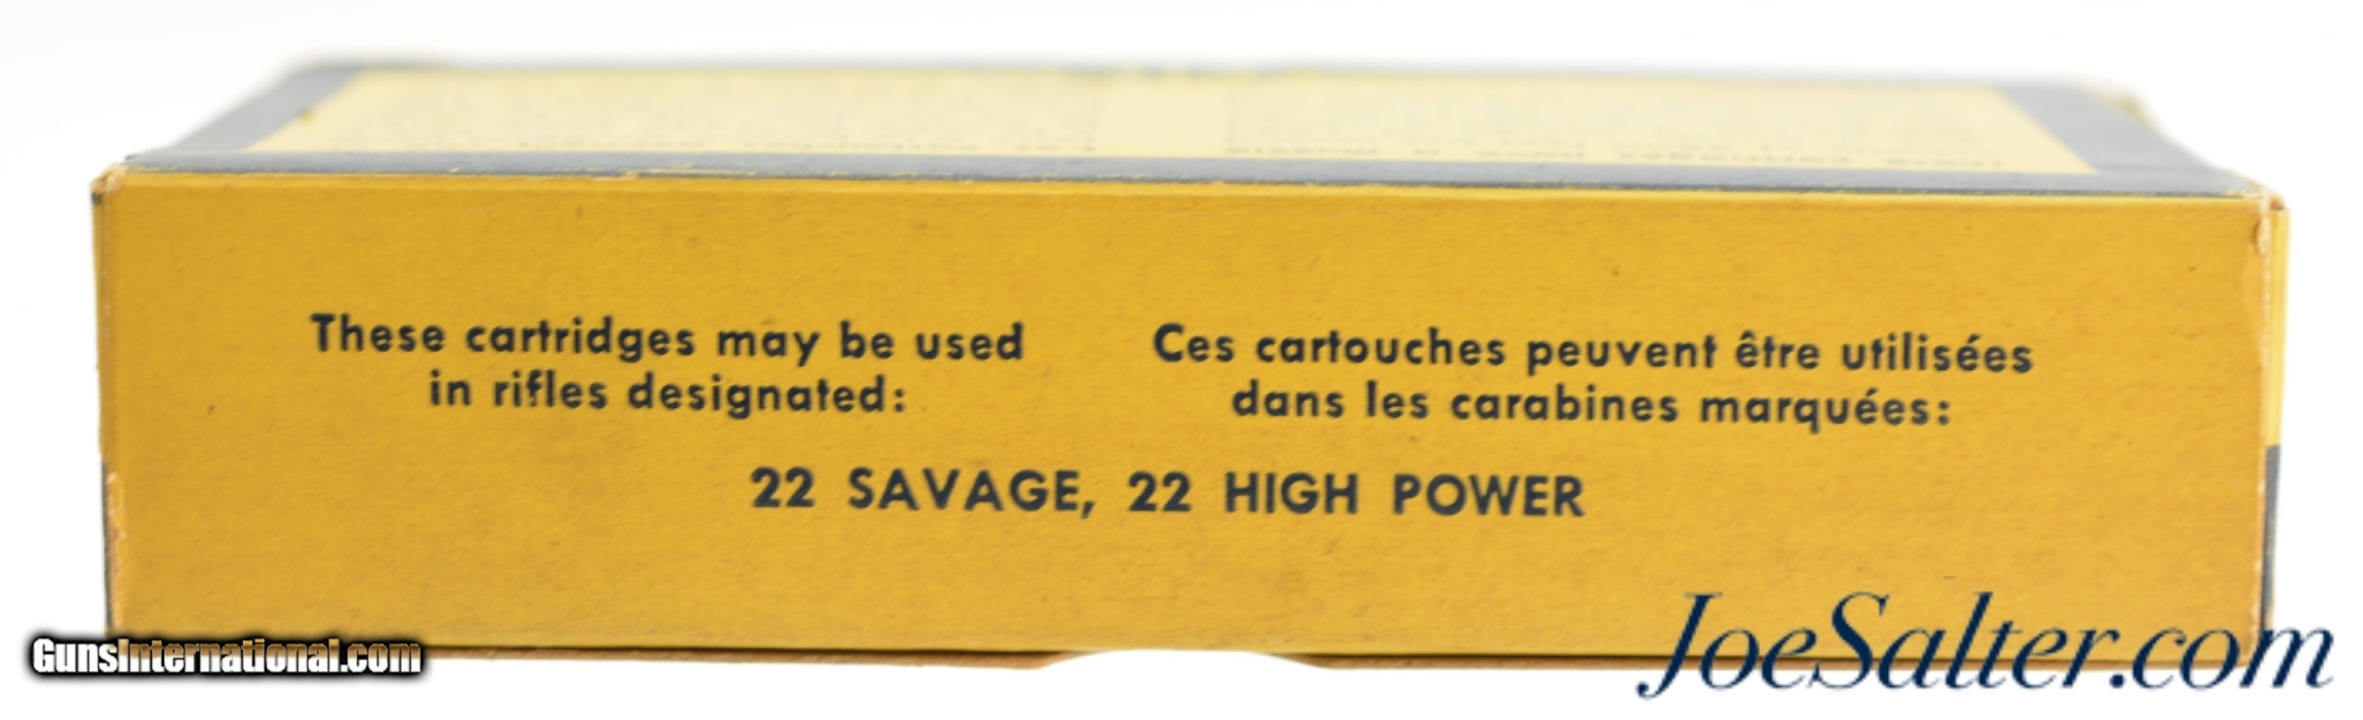 These cartridges may be used
in rifles designated:
Ces cartouches peuvent être utilisées
dans les carabines marquées:
22 SAVAGE, 22 HIGH POWER
GunsInternational.com
JoeSalter.com